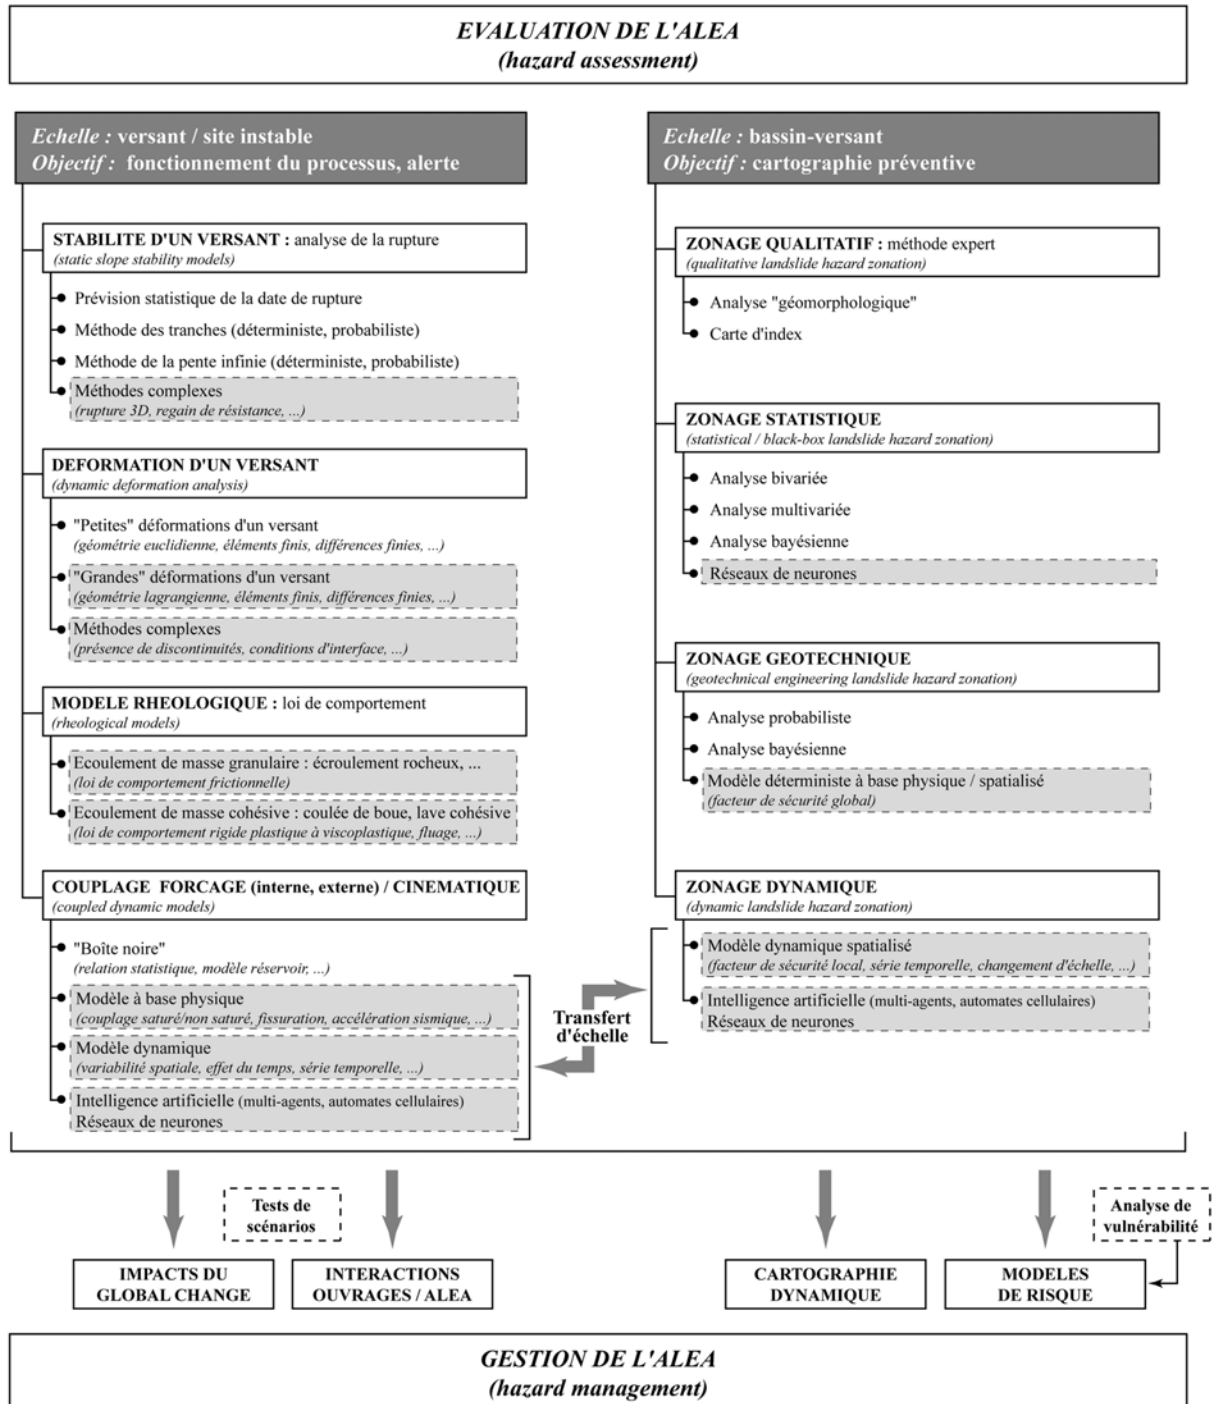 EVALUATION DE L'ALEA
(hazard assessment)
Echelle : versant / site instable
Objectif : fonctionnement du processus, alerte
STABILITE D'UN VERSANT : analyse de la rupture
(static slope stability models)
Prévision statistique de la date de rupture
Méthode des tranches (déterministe, probabiliste)
Méthode de la pente infinie (déterministe, probabiliste)
Méthodes complexes
(rupture 3D, regain de résistance, ...)
DEFORMATION D'UN VERSANT
(dynamic deformation analysis)
"Petites" déformations d'un versant
(géométrie euclidienne, éléments finis, différences finies, ...)
"Grandes" déformations d'un versant
(géométrie lagrangienne, éléments finis, différences finies, ...)
Méthodes complexes
(présence de discontinuités, conditions d'interface, ...)
MODELE RHEOLOGIQUE : loi de comportement
(rheological models)
Ecoulement de masse granulaire : écroulement rocheux, ...
(loi de comportement frictionnelle)
Ecoulement de masse cohésive : coulée de boue, lave cohésive
(loi de comportement rigide plastique à viscoplastique, fluage, ...)
COUPLAGE FORCAGE (interne, externe) / CINEMATIQUE
(coupled dynamic models)
"Boîte noire"
(relation statistique, modèle réservoir, ...)
Modèle à base physique
(couplage saturé/non saturé, fissuration, accélération sismique, ...)
Modèle dynamique
(variabilité spatiale, effet du temps, série temporelle, ...)
Intelligence artificielle (multi-agents, automates cellulaires)
Réseaux de neurones
Transfert
d'échelle
Echelle : bassin-versant
Objectif : cartographie préventive
ZONAGE QUALITATIF : méthode expert
(qualitative landslide hazard zonation)
Analyse "géomorphologique"
Carte d'index
ZONAGE STATISTIQUE
(statistical / black-box landslide hazard zonation)
Analyse bivariée
Analyse multivariée
Analyse bayésienne
Réseaux de neurones
ZONAGE GEOTECHNIQUE
(geotechnical engineering landslide hazard zonation)
Analyse probabiliste
Analyse bayésienne
Modèle déterministe à base physique / spatialisé
(facteur de sécurité global)
ZONAGE DYNAMIQUE
(dynamic landslide hazard zonation)
Modèle dynamique spatialisé
(facteur de sécurité local, série temporelle, changement d'échelle, ...)
Intelligence artificielle (multi-agents, automates cellulaires)
Réseaux de neurones
Tests de
scénarios
Analyse de
vulnérabilité
IMPACTS DU
GLOBAL CHANGE
INTERACTIONS
OUVRAGES / ALEA
CARTOGRAPHIE
DYNAMIQUE
MODELES
DE RISQUE
GESTION DE L'ALEA
(hazard management)